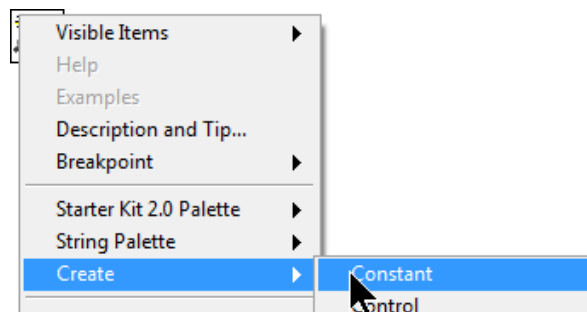 Visible Items
Help
Examples
Description and Tip...
Breakpoint
Starter Kit 2.0 Palette
String Palette
Create
Constant
Control